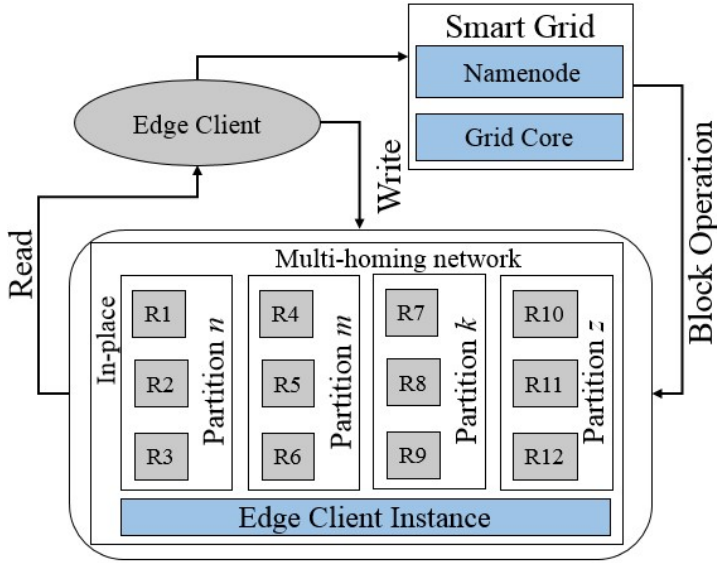 Smart Grid
Namenode
Grid Core
Edge Client
Write
Read
Block Operation
Multi-homing network
In-place
R1
R2
R3
Partition n
R4
R5
R6
Partition m
R7
R8
R9
Partition k
R10
R11
R12
Partition z
Edge Client Instance